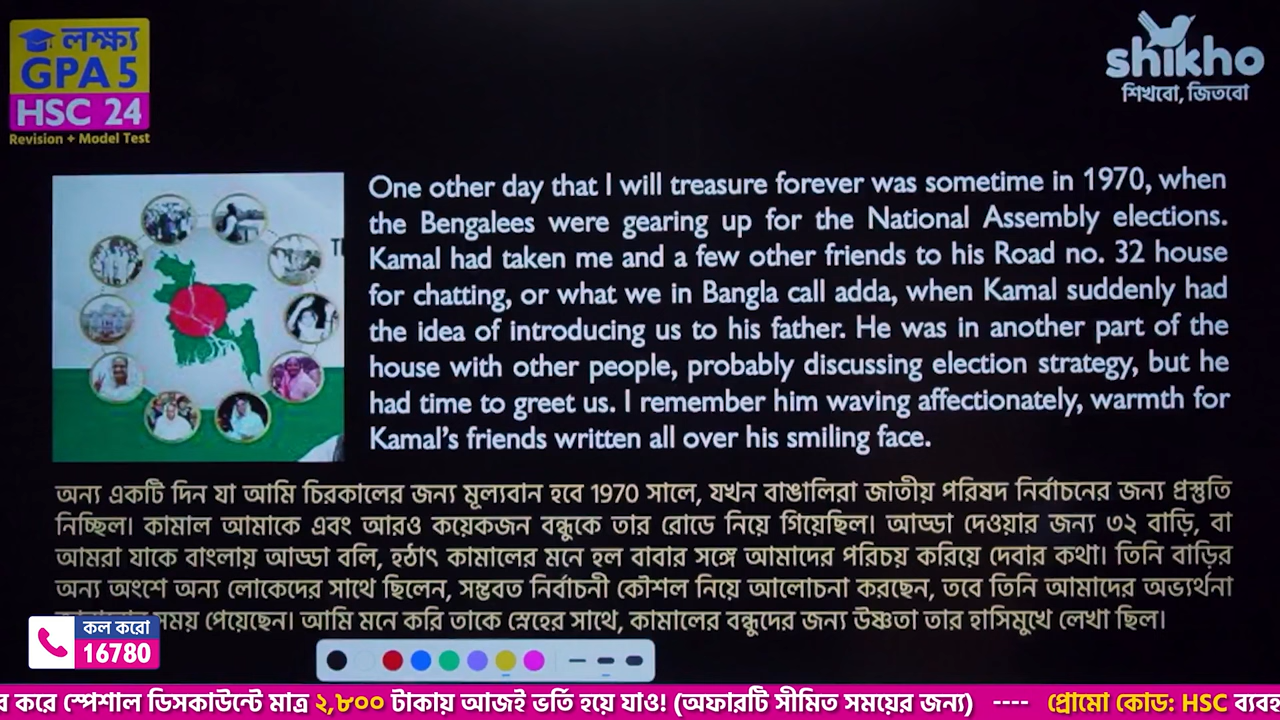 লক্ষ্য
GPA 5
HSC 24
Revision + Model Test
shikho
শিখবো, জিতবো
One other day that I will treasure forever was sometime in 1970, when
the Bengalees were gearing up for the National Assembly elections.
Kamal had taken me and a few other friends to his Road no. 32 house
for chatting, or what we in Bangla call adda, when Kamal suddenly had
the idea of introducing us to his father. He was in another part of the
house with other people, probably discussing election strategy, but he
had time to greet us. I remember him waving affectionately, warmth for
Kamal's friends written all over his smiling face.
অন্য একটি দিন যা আমি চিরকালের জন্য মূল্যবান হবে 1970 সালে, যখন বাঙালিরা জাতীয় পরিষদ নির্বাচনের জন্য প্রস্তুতি
নিচ্ছিল। কামাল আমাকে এবং আরও কয়েকজন বন্ধুকে তার রোডে নিয়ে গিয়েছিল। আড্ডা দেওয়ার জন্য ৩২ বাড়ি, বা
আমরা যাকে বাংলায় আড্ডা বলি, হঠাৎ কামালের মনে হল বাবার সঙ্গে আমাদের পরিচয় করিয়ে দেবার কথা। তিনি বাড়ির
অন্য অংশে অন্য লোকেদের সাথে ছিলেন, সম্ভবত নির্বাচনী কৌশল নিয়ে আলোচনা করছেন, তবে তিনি আমাদের অভ্যর্থনা
সময় পেয়েছেন। আমি মনে করি তাকে স্নেহের সাথে, কামালের বন্ধুদের জন্য উষ্ণতা তার হাসিমুখে লেখা ছিল।
কল করো
16780
র করে স্পেশাল ডিসকাউন্টে মাত্র ২,৮০০ টাকায় আজই ভর্তি হয়ে যাও! (অফারটি সীমিত সময়ের জন্য) ---- প্রোমো কোড: HSC ব্যবহ